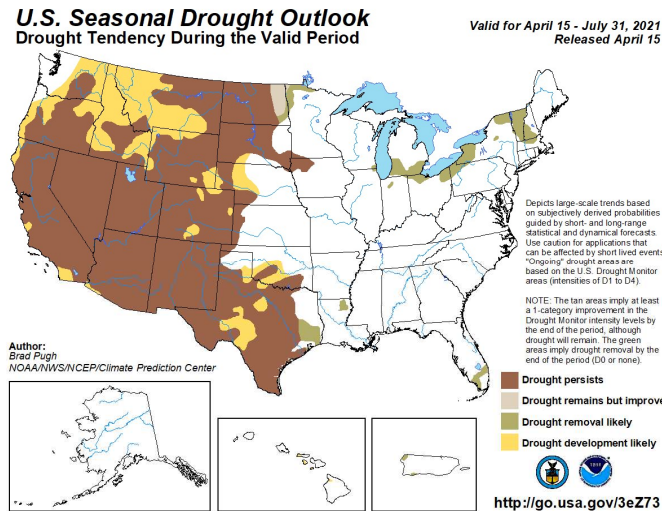 U.S. Seasonal Drought Outlook
Drought Tendency During the Valid Period
Valid for April 15 - July 31, 2021
Released April 15
Depicts large-scale trends based
on subjectively derived probabilities
guided by short- and long-range
statistical and dynamical forecasts.
Use caution for applications that
can be affected by short lived events
"Ongoing" drought areas are
based on the U.S. Drought Monitor
areas (intensities of D1 to D4).
NOTE: The tan areas imply at least
a 1-category improvement in the
Drought Monitor intensity levels by
the end of the period, although
drought will remain. The green
areas imply drought removal by the
end of the period (D0 or none).
Author:
Brad Pugh
NOAA/NWS/NCEP/Climate Prediction Center
Drought persists
Drought remains but improve
Drought removal likely
Drought development likely
http://go.usa.gov/3eZ73